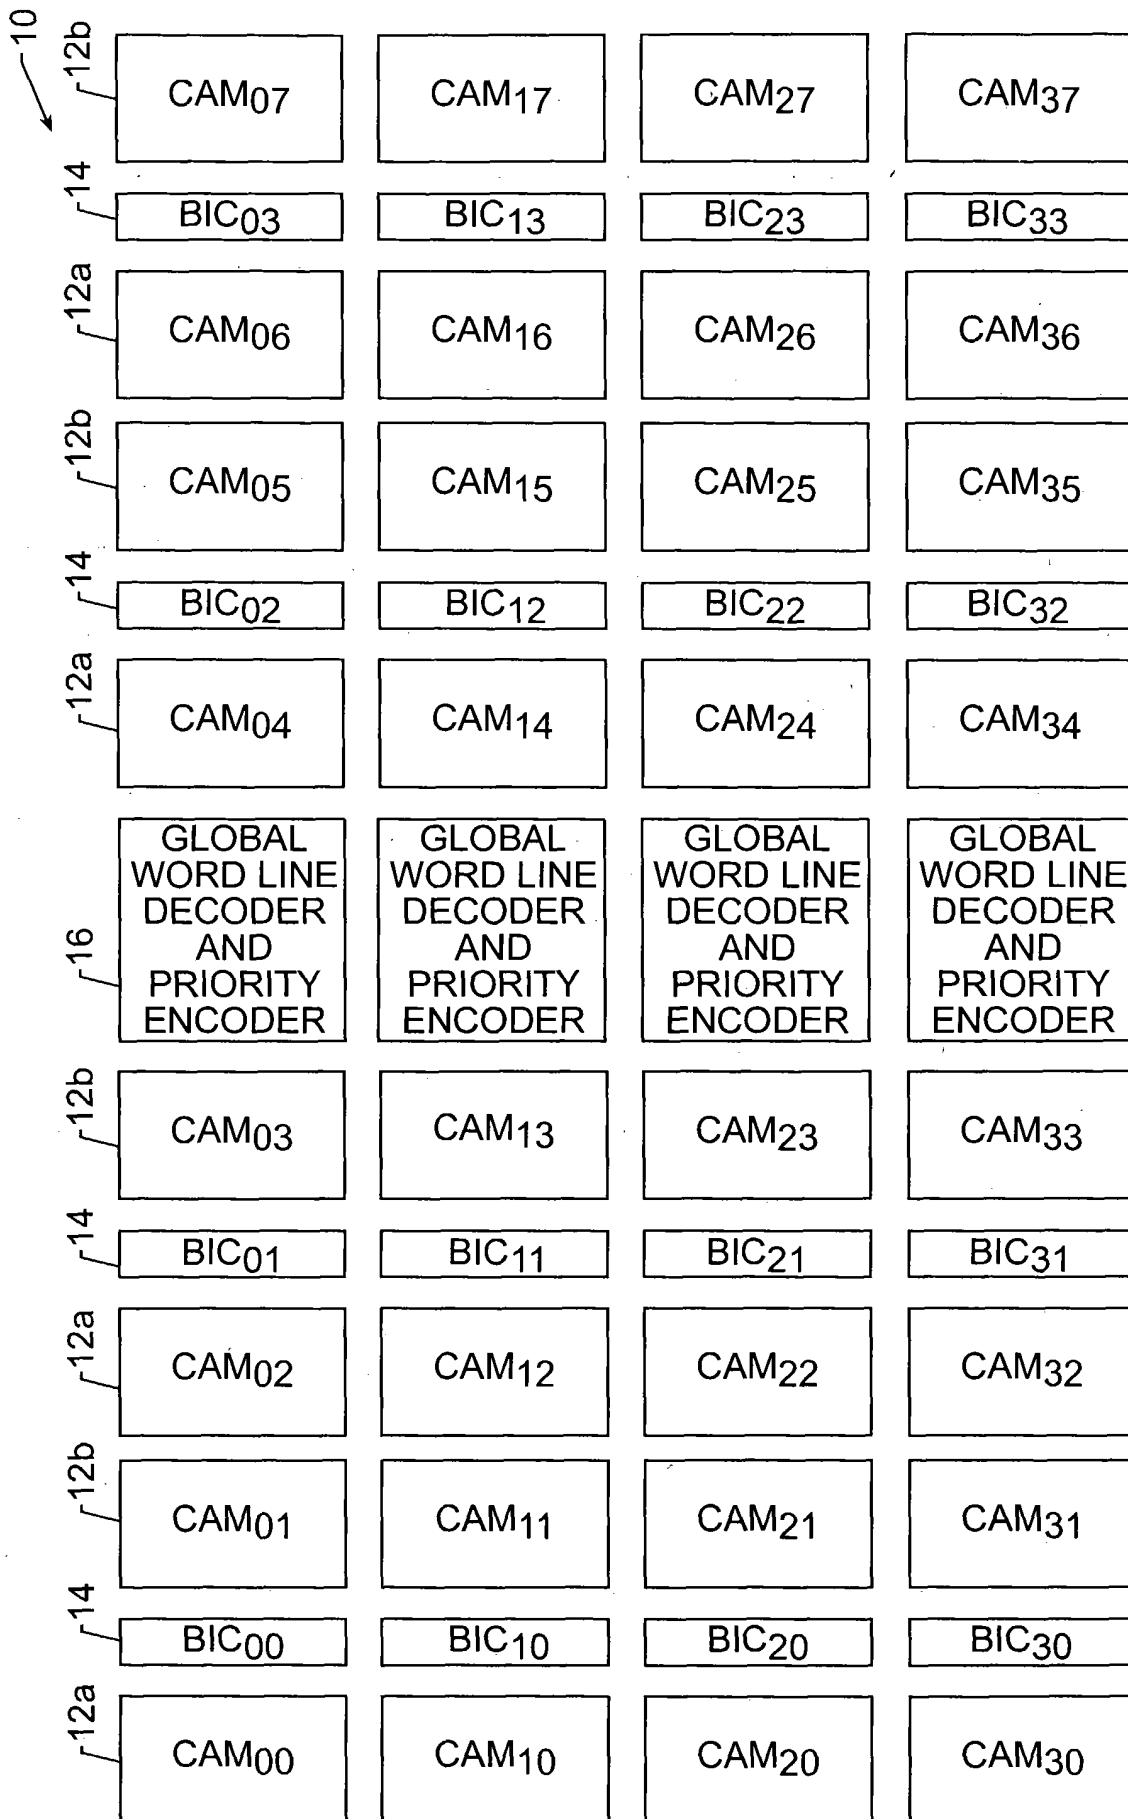 10
12b CAM07 CAM17 CAM27 CAM37
14 BIC03 BIC13 BIC23 BIC33
12a CAM06 CAM16 CAM26 CAM36
12b CAM05 CAM15 CAM25 CAM35
14 BIC02 BIC12 BIC22 BIC32
12a CAM04 CAM14 CAM24 CAM34
GLOBAL GLOBAL GLOBAL GLOBAL
WORD LINE WORD LINE WORD LINE WORD LINE
DECODER DECODER DECODER DECODER
16 AND AND AND AND
PRIORITY PRIORITY PRIORITY PRIORITY
ENCODER ENCODER ENCODER ENCODER
12b CAM03 CAM13 CAM23 CAM33
14 BIC01 BIC11 BIC21 BIC31
12a CAM02 CAM12 CAM22 CAM32
12b CAM01 CAM11 CAM21 CAM31
14 BIC00 BIC10 BIC20 BIC30
12a CAM00 CAM10 CAM20 CAM30